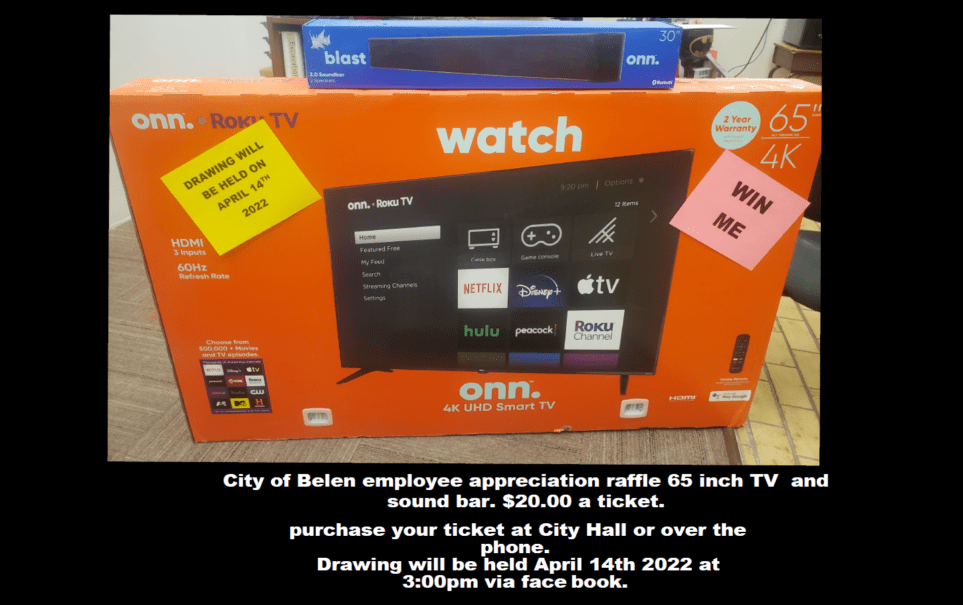 blast
2.0 Soundbar
2 Speakers
30"
onn.
Bluetooth
onn. • Roku TV
watch
2 Year
Warranty
65"
4K
DRAWING WILL
BE HELD ON
APRIL 14TH
2022
WIN
ME
HDMI
3 Inputs
60Hz
Refresh Rate
onn. • Roku TV
9:20 pm | Options
12 items
Home
Featured Free
My Feed
Search
Streaming Channels
Settings
Cable box
Game console
Live TV
NETFLIX
Disney+
tv
hulu
peacock
Roku
Channel
Choose from
500,000 + Movies
and TV episodes.
onn.
4K UHD Smart TV
HDMI
City of Belen employee appreciation raffle 65 inch TV and
sound bar. $20.00 a ticket.
purchase your ticket at City Hall or over the
phone.
Drawing will be held April 14th 2022 at
3:00pm via face book.